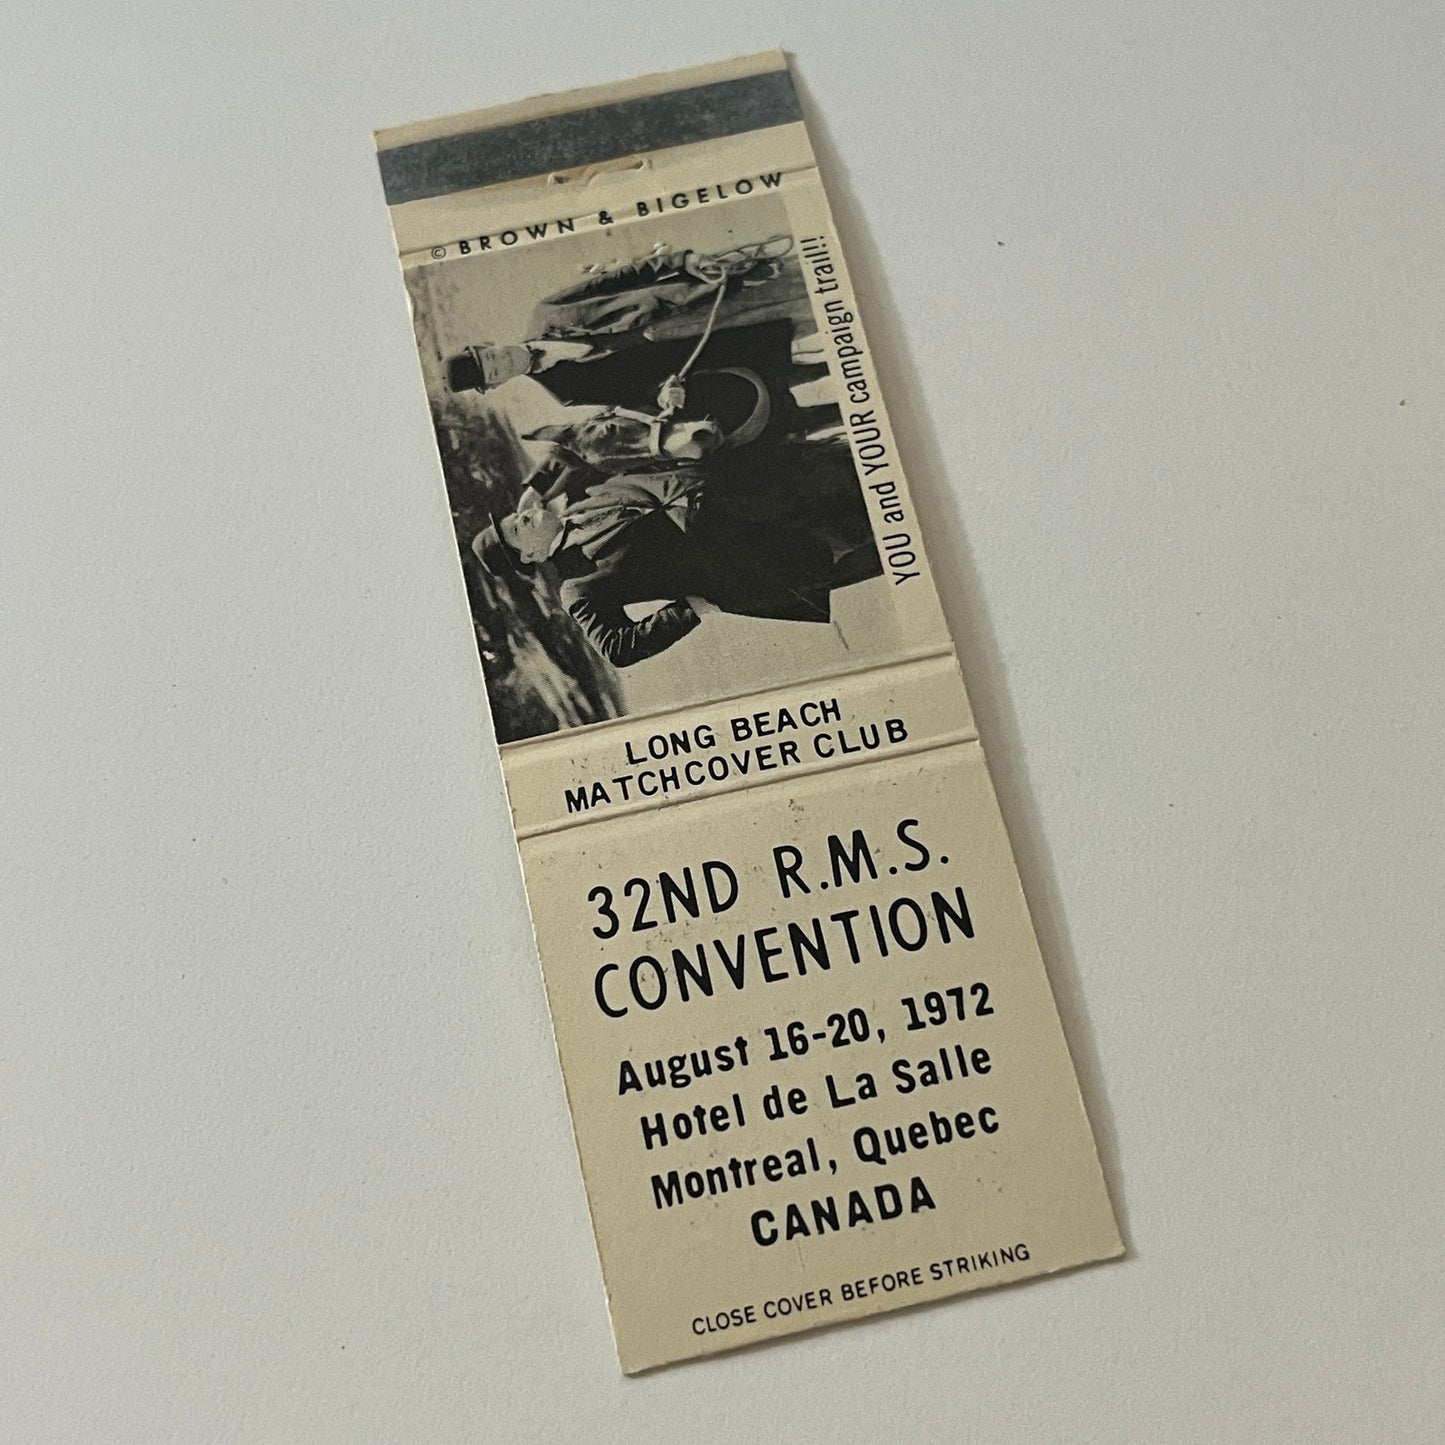 © BROWN & BIGELOW
YOU and YOUR campaign trail!!
LONG BEACH
MATCHCOVER CLUB
32ND R.M.S.
CONVENTION
August 16-20, 1972
Hotel de La Salle
Montreal, Quebec
CANADA
CLOSE COVER BEFORE STRIKING